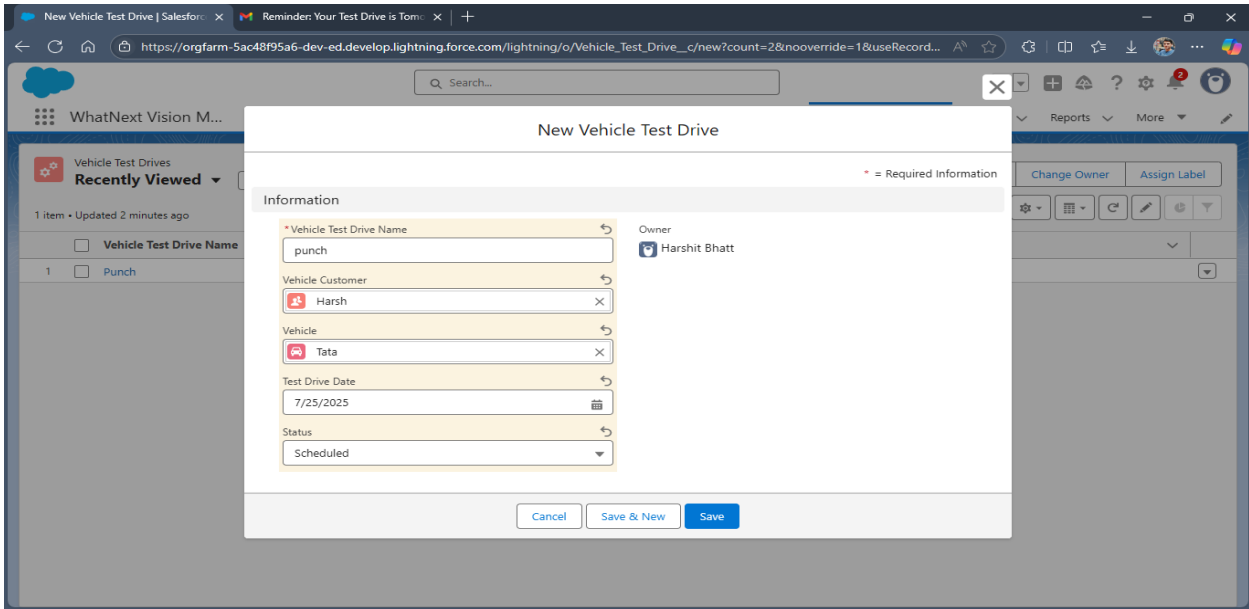 New Vehicle Test Drive | Salesforc
Reminder: Your Test Drive is Tomo
https://orgfarm-5ac48f95a6-dev-ed.develop.lightning.force.com/lightning/o/Vehicle_Test_Drive__c/new?count=2&nooverride=1&useRecord...
Search...
2
WhatNext Vision M...
Reports
More
New Vehicle Test Drive
Vehicle Test Drives
Recently Viewed
Change Owner
Assign Label
* = Required Information
1 item • Updated 2 minutes ago
Information
Vehicle Test Drive Name
1
Punch
*Vehicle Test Drive Name
punch
Owner
Harshit Bhatt
Vehicle Customer
Harsh
Vehicle
Tata
Test Drive Date
7/25/2025
Status
Scheduled
Cancel
Save & New
Save